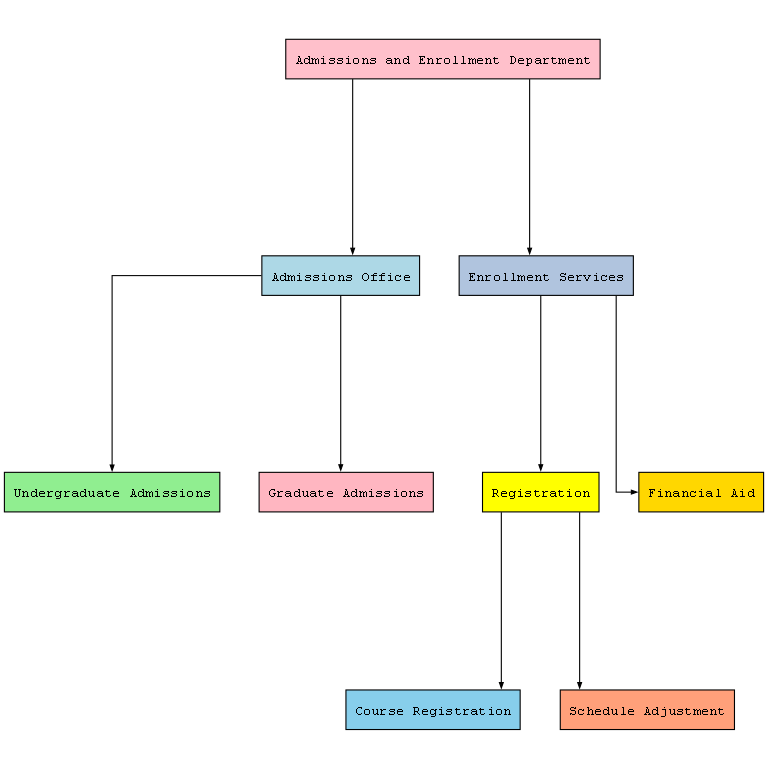 Admissions and Enrollment Department
Admissions Office
Enrollment Services
Undergraduate Admissions
Graduate Admissions
Registration
Financial Aid
Course Registration
Schedule Adjustment